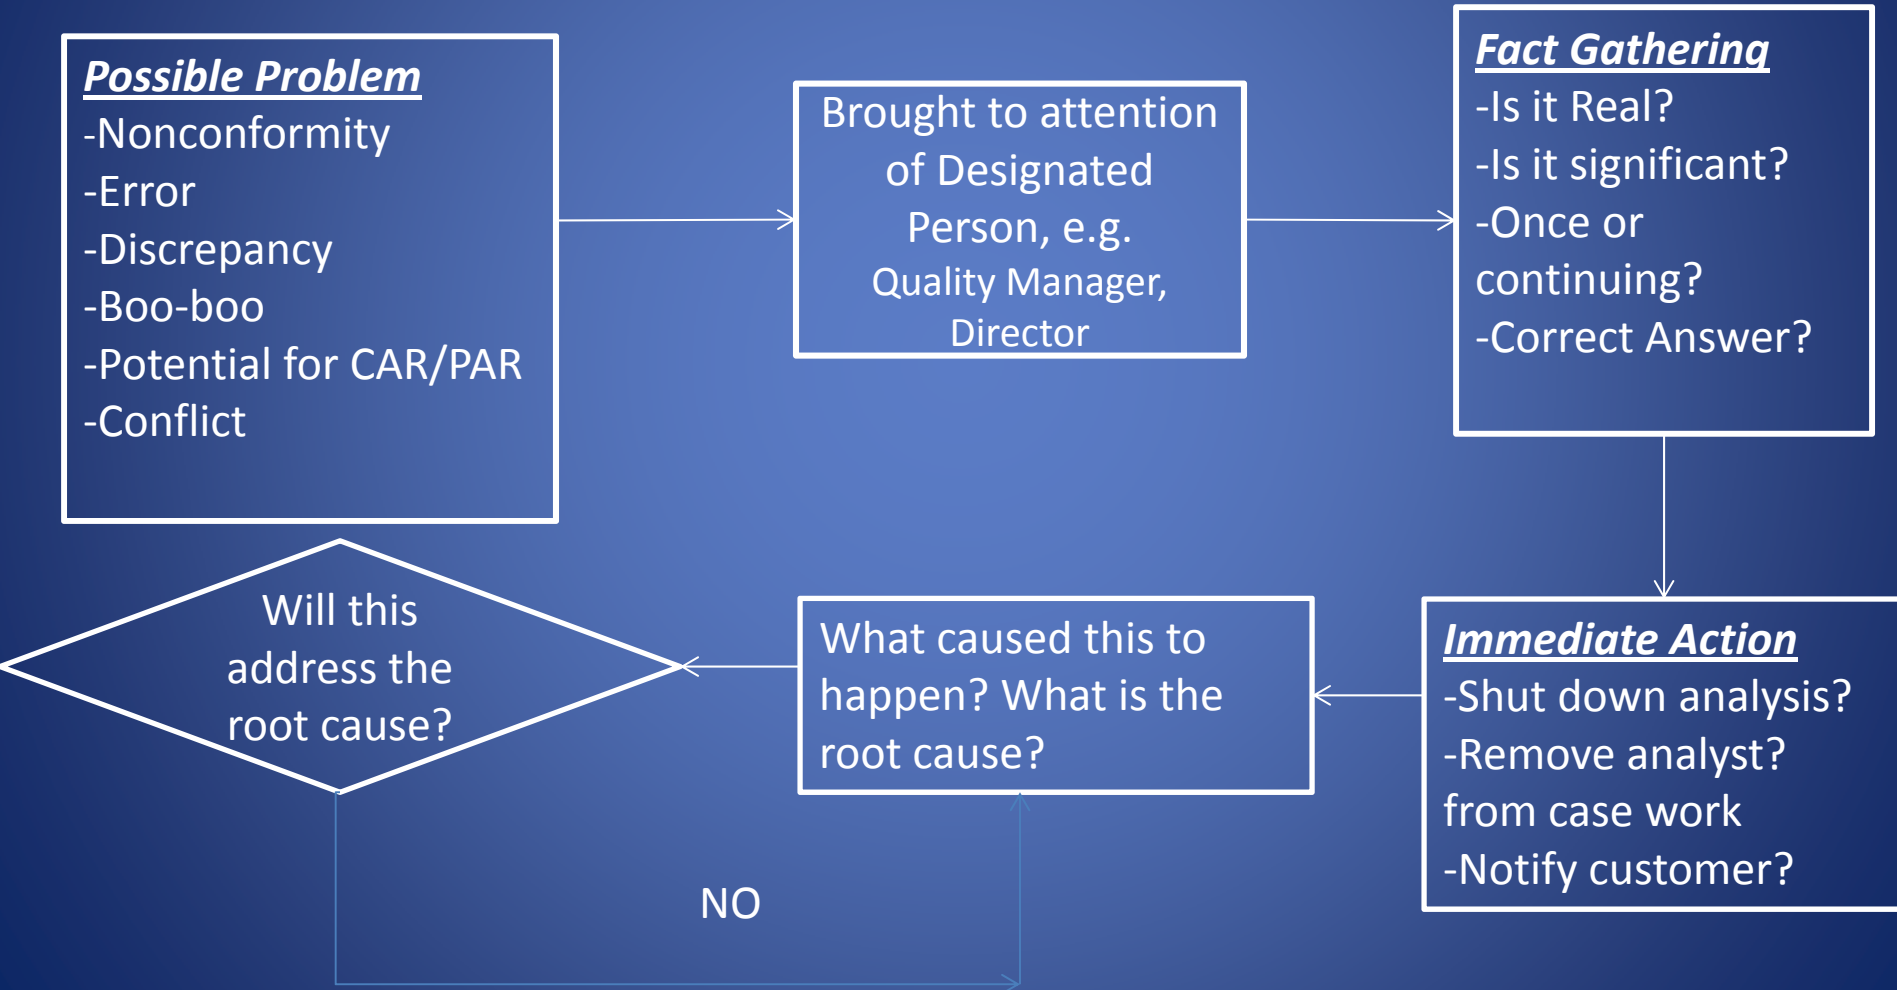 Possible Problem
-Nonconformity
-Error
-Discrepancy
-Boo-boo
-Potential for CAR/PAR
-Conflict
Brought to attention
of Designated
Person, e.g.
Quality Manager,
Director
Fact Gathering
-Is it Real?
-Is it significant?
-Once or
continuing?
-Correct Answer?
Immediate Action
-Shut down analysis?
-Remove analyst?
from case work
-Notify customer?
What caused this to
happen? What is the
root cause?
Will this
address the
root cause?
NO